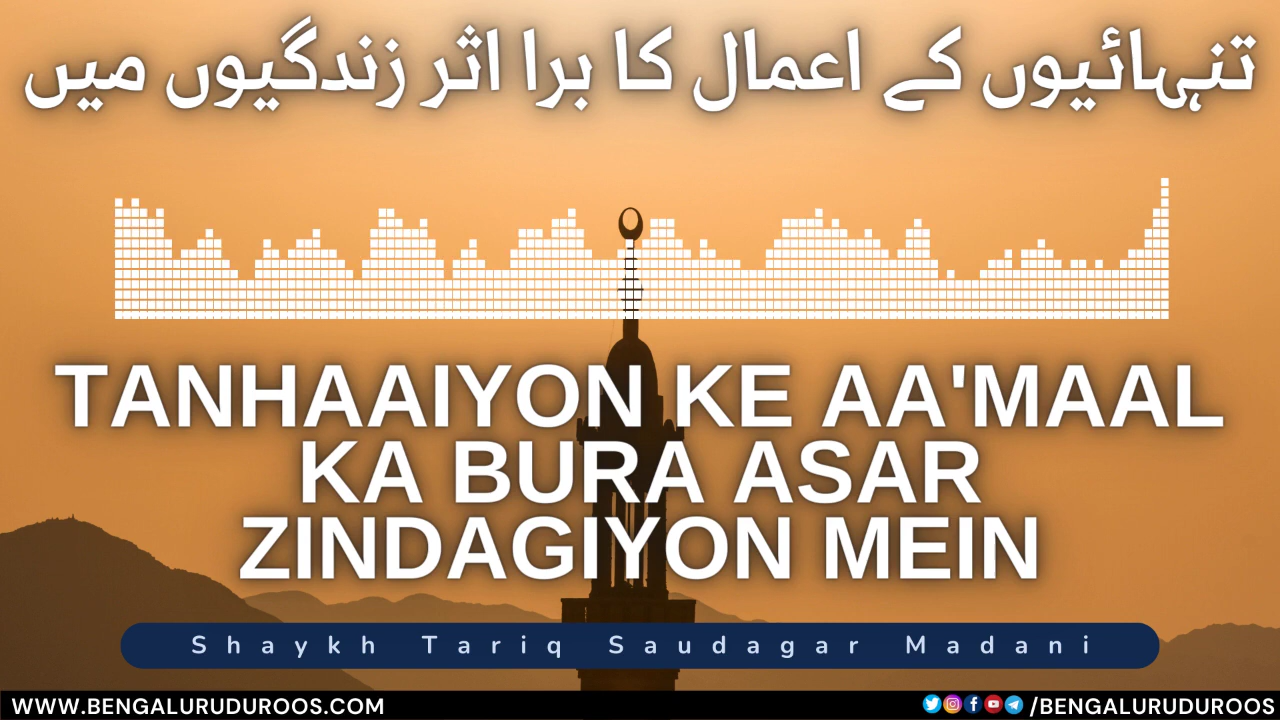 تنہائیوں کے اعمال کا برا اثر زندگیوں میں
TANHAAIYON KE AA'MAAL
KA BURA ASAR
ZINDAGIYON MEIN
Shaykh Tariq Saudagar Madani
WWW.BENGALURUDUROOS.COM
/BENGALURUDUROOS